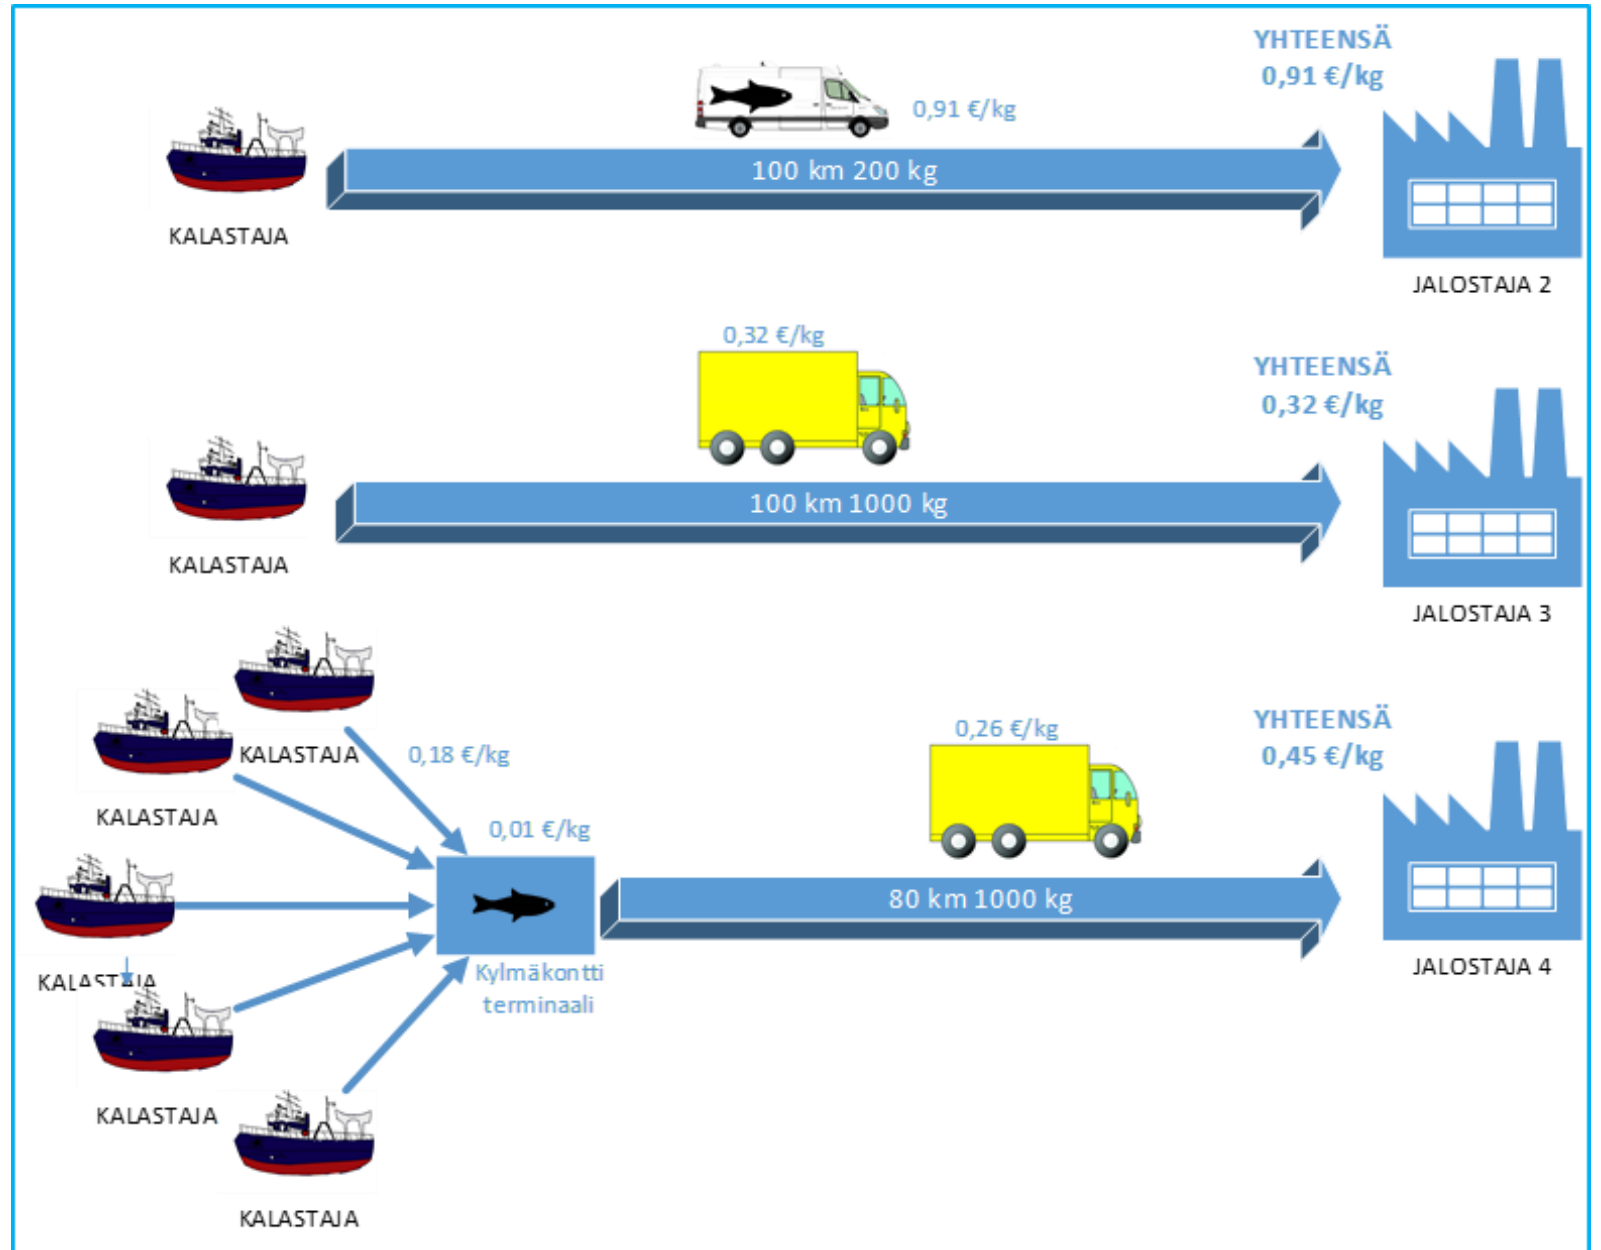 YHTEENSÄ
0,91 €/kg
0,91 €/kg
100 km 200 kg
KALASTAJA
JALOSTAJA 2
0,32 €/kg
YHTEENSÄ
0,32 €/kg
100 km 1000 kg
KALASTAJA
JALOSTAJA 3
KALASTAJA
0,18 €/kg
0,26 €/kg
YHTEENSÄ
0,45 €/kg
KALASTAJA
0,01 €/kg
80 km 1000 kg
KALASTAJA
Kylmäkontti
terminaali
JALOSTAJA 4
KALASTAJA
KALASTAJA